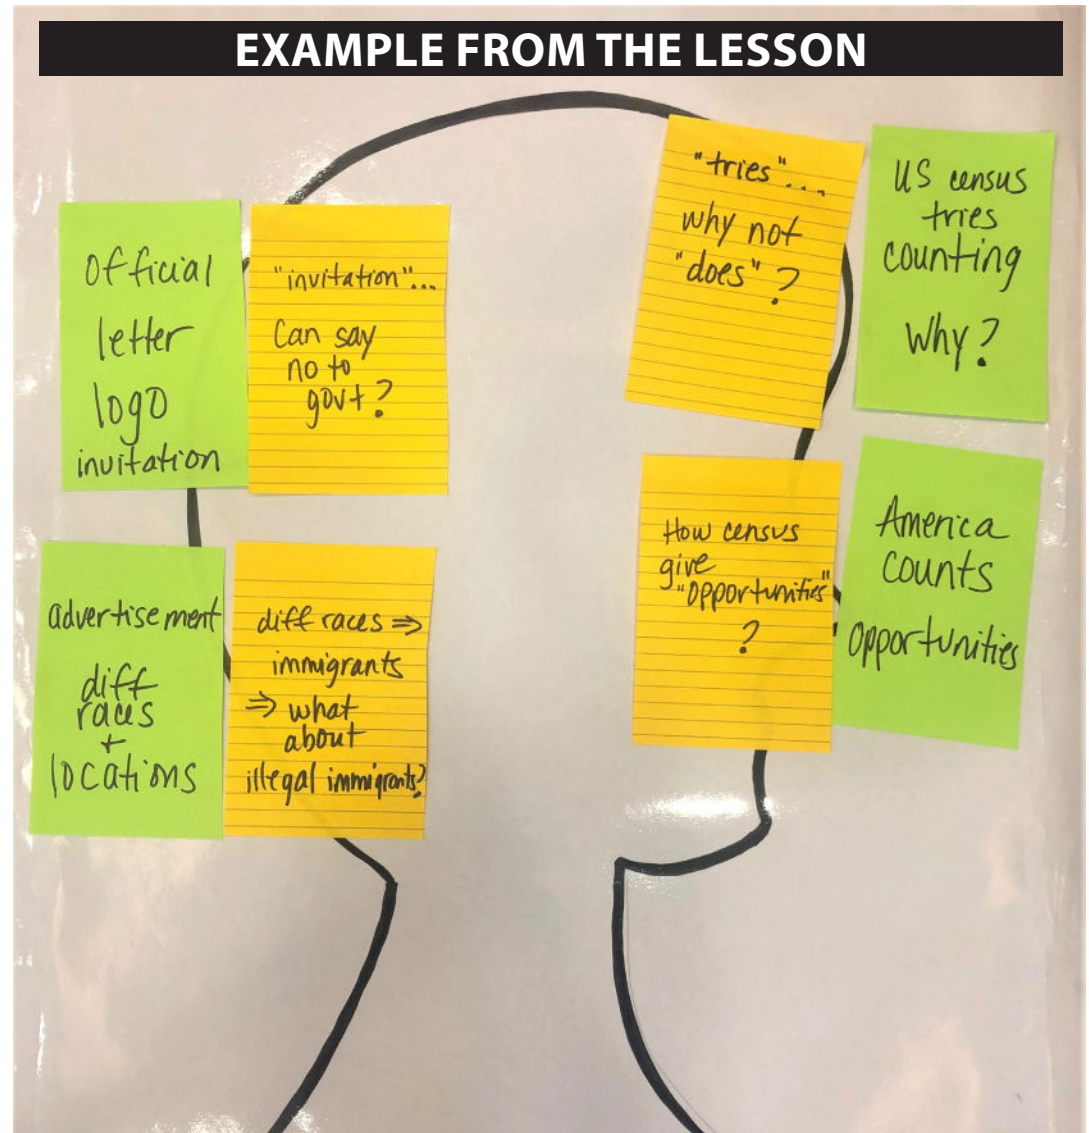 EXAMPLE FROM THE LESSON
Official
letter
logo
invitation
"invitation"...
Can say
no to
govt?
"tries"...
why not
"does"?
US census
tries
counting
Why?
advertisement
diff
races
+
locations
diff races ⇒
immigrants
⇒ what
about
illegal immigrants?
How census
give
"opportunities"
?
America
counts
opportunities